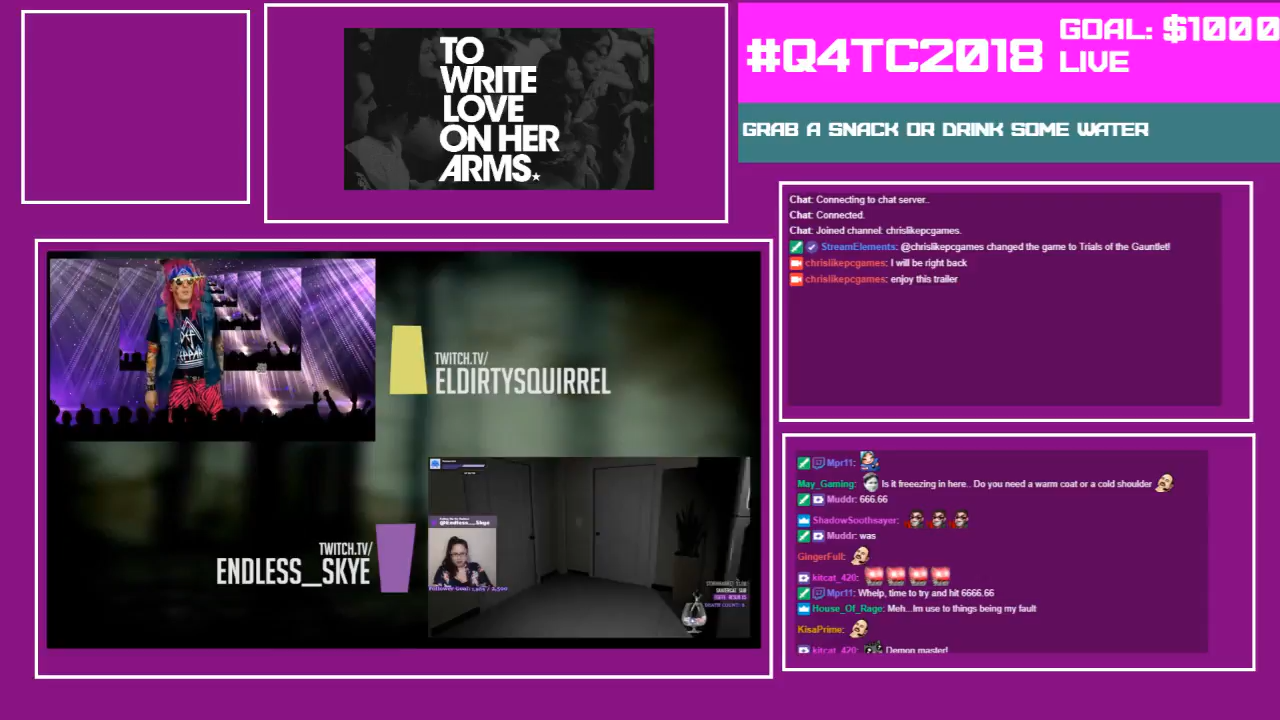 TO
WRITE
LOVE
ON HER
ARMS.
#Q4TC2018
GOAL: $1000
LIVE
GRAB A SNACK OR DRINK SOME WATER
Chat: Connecting to chat server..
Chat: Connected.
Chat: Joined channel: chrislikepcgames.
StreamElements: @chrislikepcgames changed the game to Trials of the Gauntlet!
chrislikepcgames: I will be right back
chrislikepcgames: enjoy this trailer
TWITCH.TV/
ELDIRTYSQUIRREL
TWITCH.TV/
ENDLESS__SKYE
@Endless__Skye
Mpr11:
May_Gaming: Is it freeezing in here.. Do you need a warm coat or a cold shoulder
Muddr: 666.66
ShadowSoothsayer:
Muddr: was
GingerFull:
kitcat_420:
Mpr11: Whelp, time to try and hit 6666.66
House_Of_Rage: Meh...Im use to things being my fault
KisaPrime:
kitcat_420: Demon master!